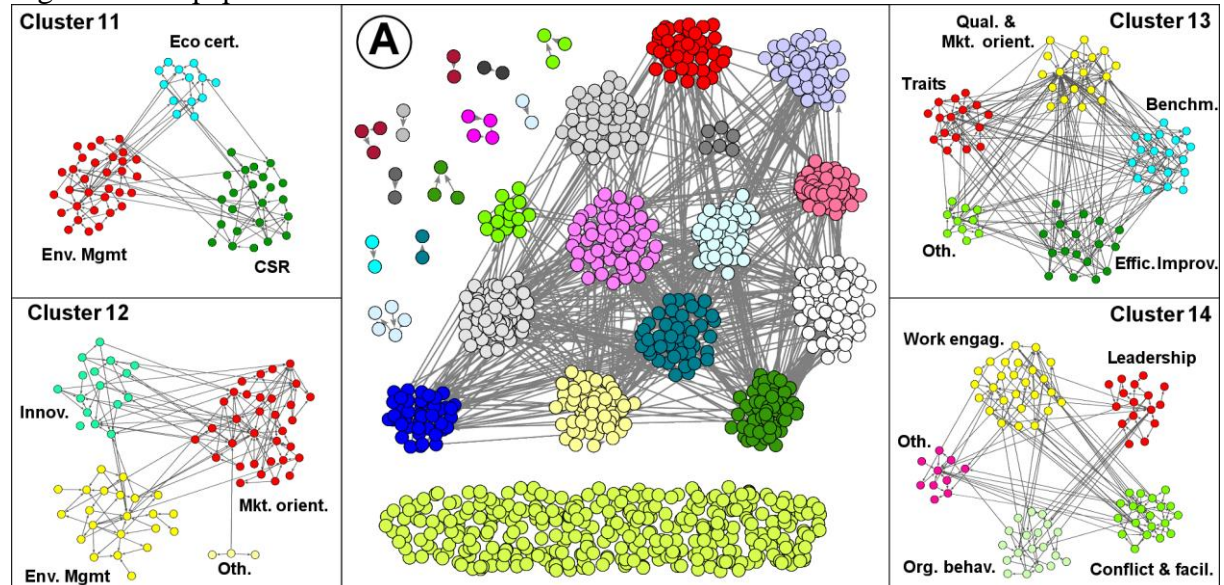 Cluster 11
Eco cert.
Env. Mgmt
CSR
Cluster 12
Innov.
Mkt. orient.
Env. Mgmt
Oth.
A
Cluster 13
Qual. &
Mkt. orient.
Traits
Benchm.
Oth.
Effic.Improv.
Cluster 14
Work engag.
Leadership
Oth.
Org. behav.
Conflict & facil.